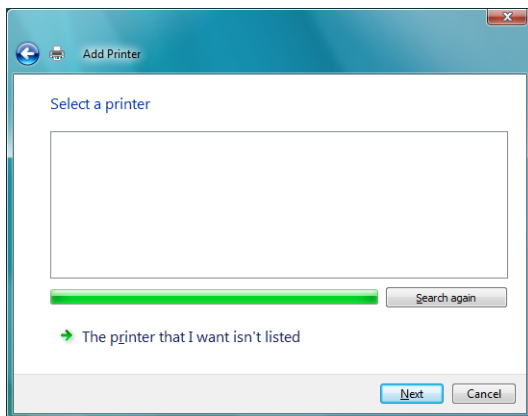 Add Printer
Select a printer
Search again
The printer that I want isn't listed
Next Cancel